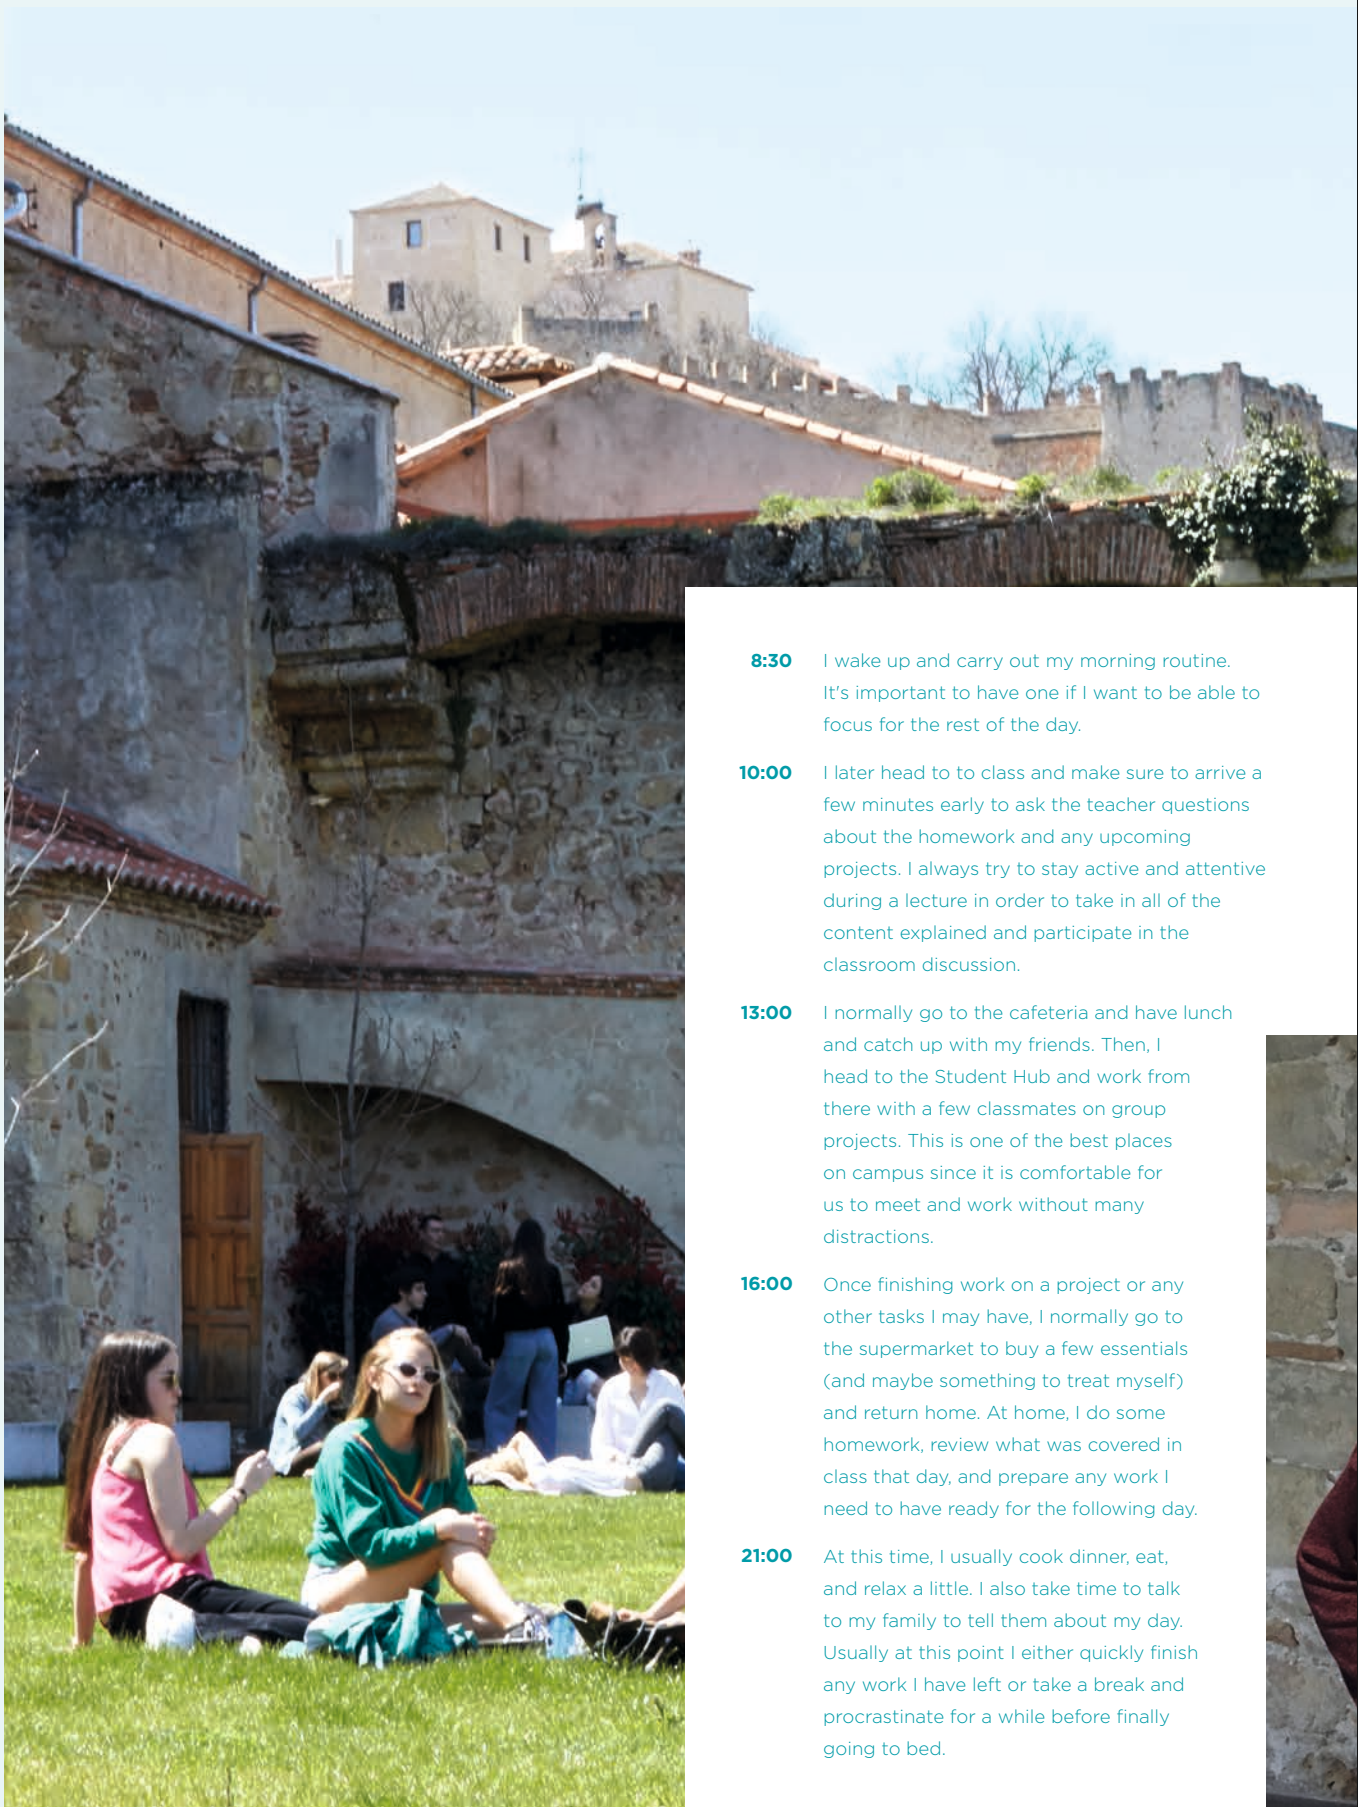 8:30 I wake up and carry out my morning routine.
It's important to have one if I want to be able to
focus for the rest of the day.
10:00 I later head to to class and make sure to arrive a
few minutes early to ask the teacher questions
about the homework and any upcoming
projects. I always try to stay active and attentive
during a lecture in order to take in all of the
content explained and participate in the
classroom discussion.
13:00 I normally go to the cafeteria and have lunch
and catch up with my friends. Then, I
head to the Student Hub and work from
there with a few classmates on group
projects. This is one of the best places
on campus since it is comfortable for
us to meet and work without many
distractions.
16:00 Once finishing work on a project or any
other tasks I may have, I normally go to
the supermarket to buy a few essentials
(and maybe something to treat myself)
and return home. At home, I do some
homework, review what was covered in
class that day, and prepare any work I
need to have ready for the following day.
21:00 At this time, I usually cook dinner, eat,
and relax a little. I also take time to talk
to my family to tell them about my day.
Usually at this point I either quickly finish
any work I have left or take a break and
procrastinate for a while before finally
going to bed.